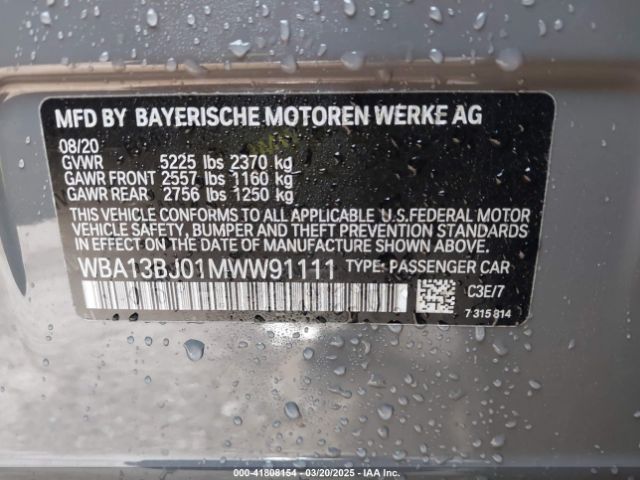 MFD BY BAYERISCHE MOTOREN WERKE AG
08/20
GVWR 5225 lbs 2370 kg
GAWR FRONT 2557 lbs 1160 kg
GAWR REAR 2756 lbs 1250 kg
THIS VEHICLE CONFORMS TO ALL APPLICABLE U.S.FEDERAL MOTOR
VEHICLE SAFETY, BUMPER AND THEFT PREVENTION STANDARDS
IN EFFECT ON THE DATE OF MANUFACTURE SHOWN ABOVE.
WBA13BJ01MWW91111 TYPE: PASSENGER CAR
C3E/7
7 315 814
000-41808154 — 03/20/2025 — IAA Inc.